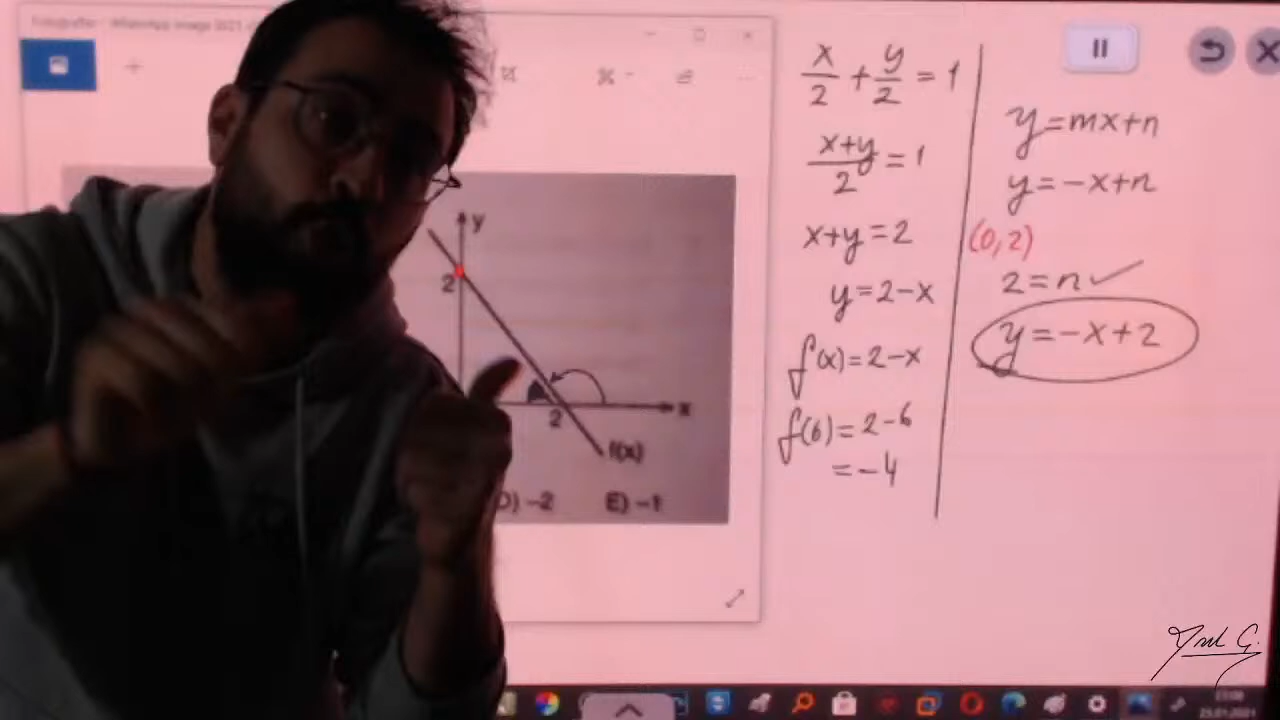 y
2
2
x
f(x)
D) -2 E) -1
x/2 + y/2 = 1
(x+y)/2 = 1
x+y=2
y=2-x
f(x)=2-x
f(6)=2-6
=-4
y=mx+n
y=-x+n
(0,2)
2=n✓
y=-x+2